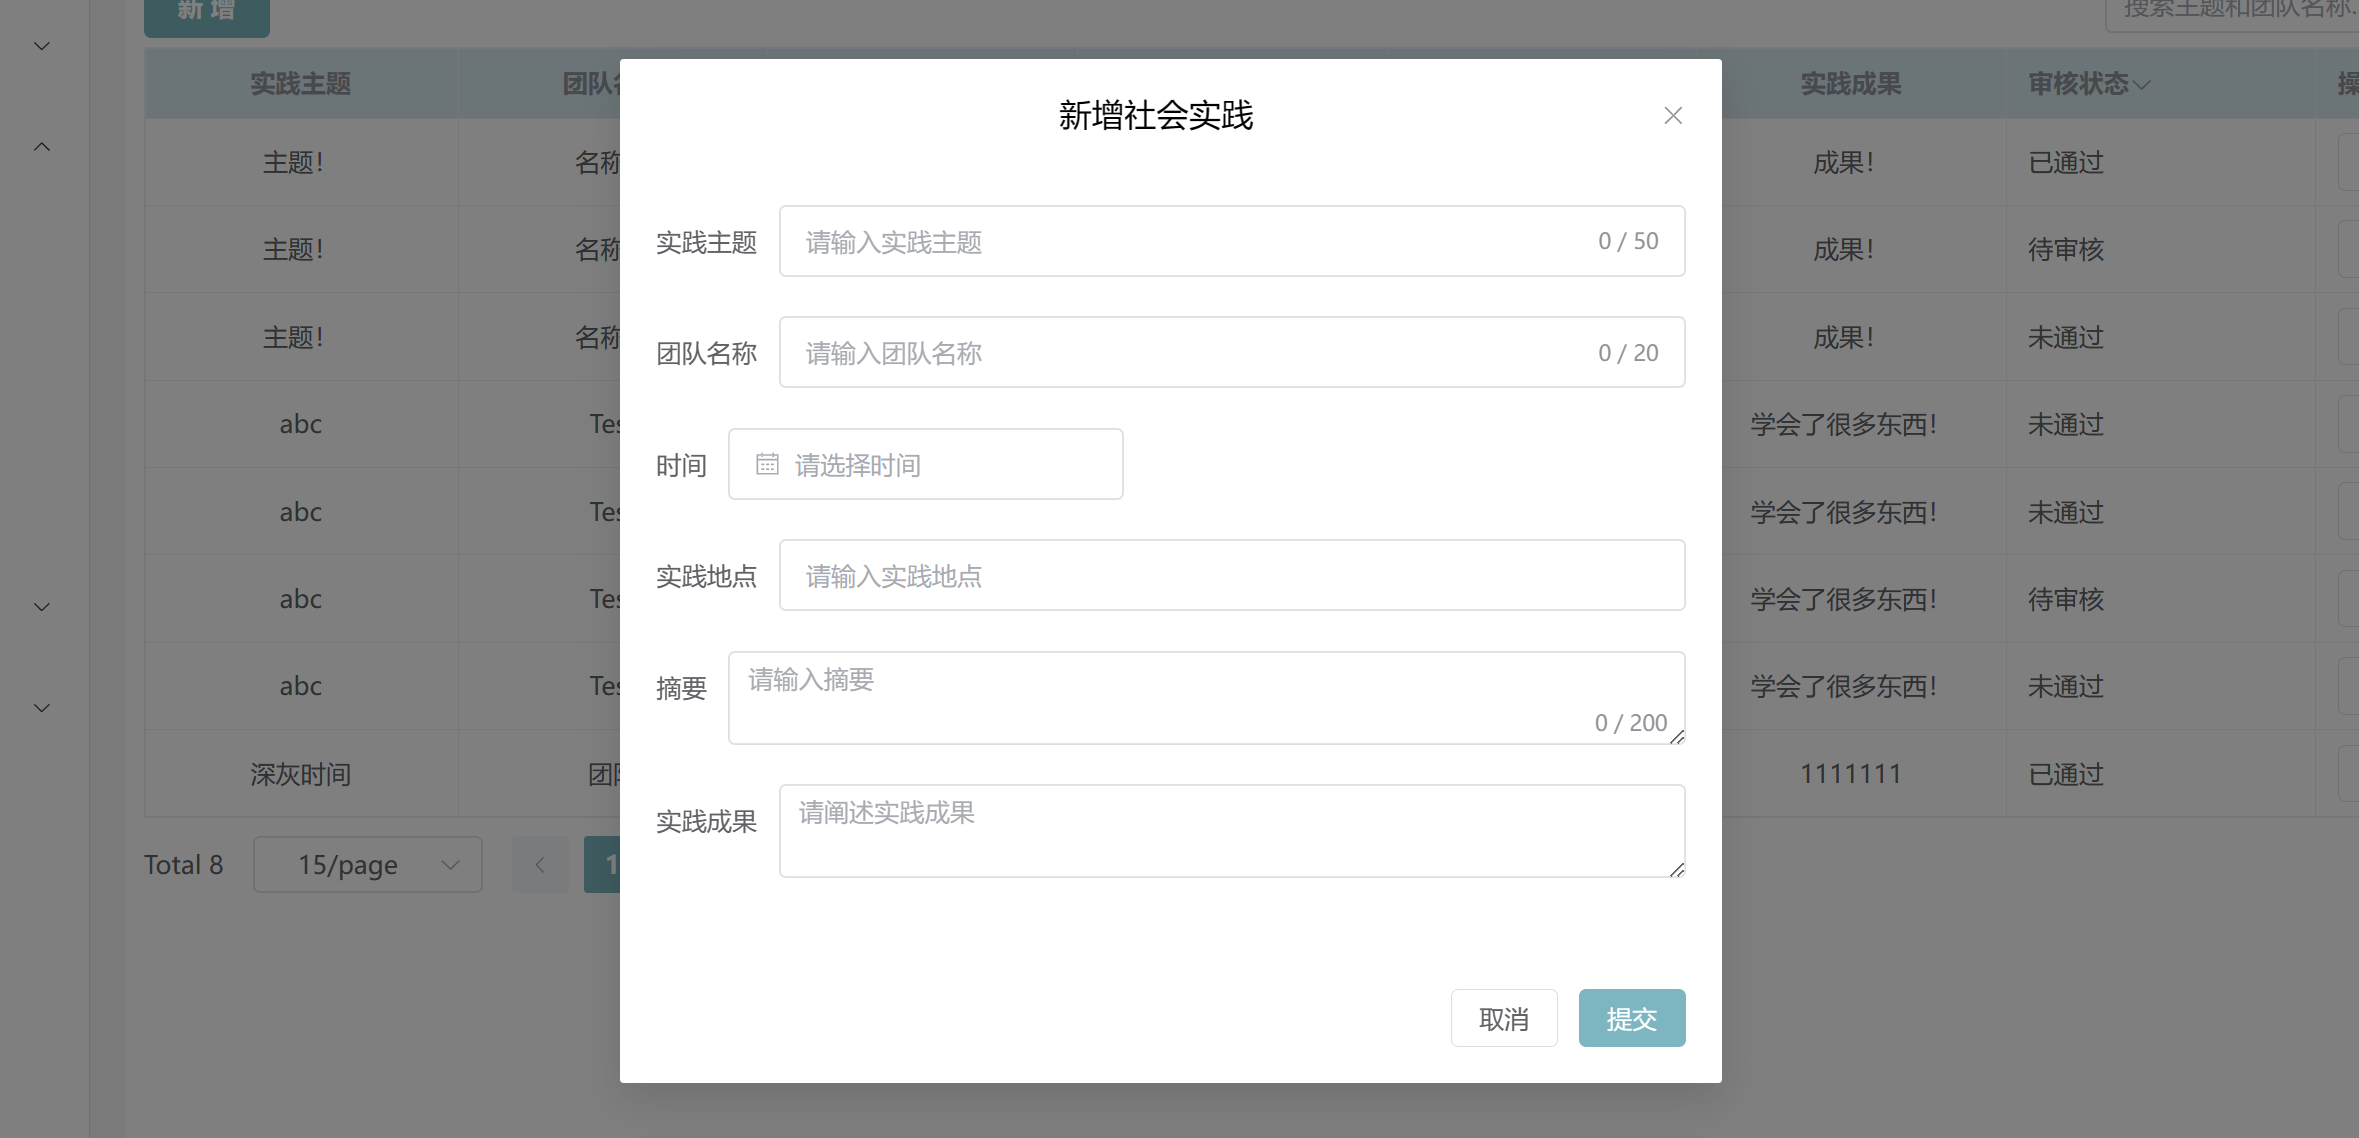 新 增
搜索主题和团队名称
实践主题 团队 实践成果 审核状态
主题！ 名称 成果！ 已通过
主题！ 名称 成果！ 待审核
主题！ 名称 成果！ 未通过
abc Tes 学会了很多东西！ 未通过
abc Tes 学会了很多东西！ 未通过
abc Tes 学会了很多东西！ 待审核
abc Tes 学会了很多东西！ 未通过
深灰时间 团 1111111 已通过
Total 8 15/page 1
新增社会实践
实践主题 请输入实践主题 0 / 50
团队名称 请输入团队名称 0 / 20
时间 请选择时间
实践地点 请输入实践地点
摘要 请输入摘要 0 / 200
实践成果 请阐述实践成果
取消 提交